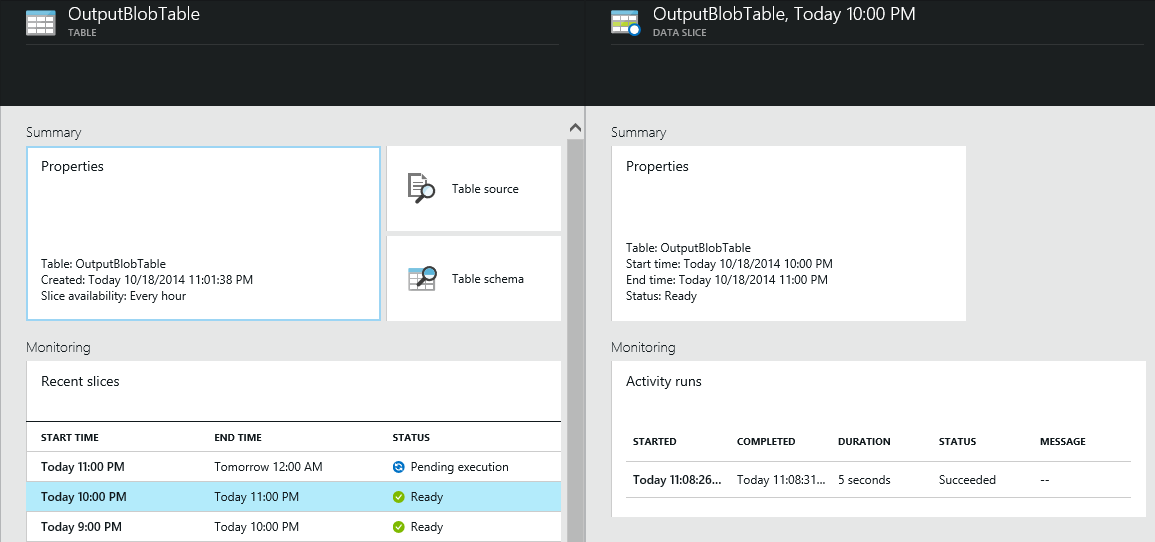 OutputBlobTable
TABLE
Summary
Properties
Table: OutputBlobTable
Created: Today 10/18/2014 11:01:38 PM
Slice availability: Every hour
Table source
Table schema
Monitoring
Recent slices
START TIME END TIME STATUS
Today 11:00 PM Tomorrow 12:00 AM Pending execution
Today 10:00 PM Today 11:00 PM Ready
Today 9:00 PM Today 10:00 PM Ready
OutputBlobTable, Today 10:00 PM
DATA SLICE
Summary
Properties
Table: OutputBlobTable
Start time: Today 10/18/2014 10:00 PM
End time: Today 10/18/2014 11:00 PM
Status: Ready
Monitoring
Activity runs
STARTED COMPLETED DURATION STATUS MESSAGE
Today 11:08:26... Today 11:08:31... 5 seconds Succeeded --